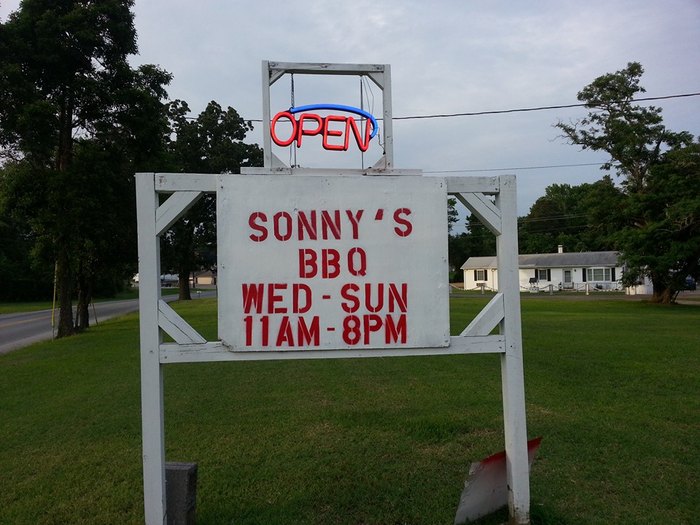 OPEN
SONNY'S
BBQ
WED-SUN
11AM-8PM